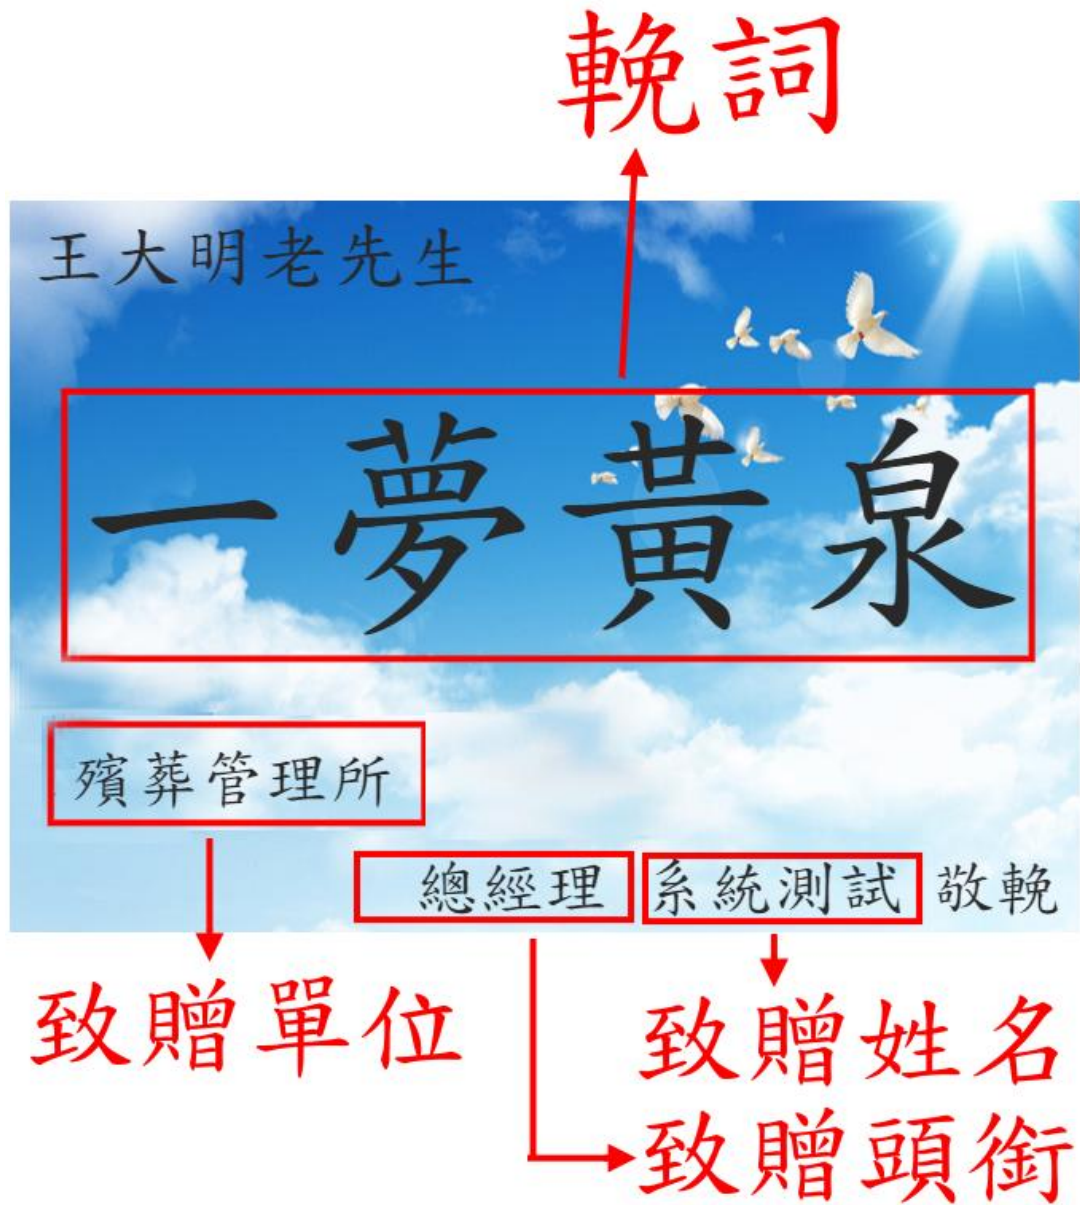 輓詞
王大明老先生
一夢黃泉
殯葬管理所
總經理 系統測試 敬輓
致贈單位
致贈姓名
致贈頭銜